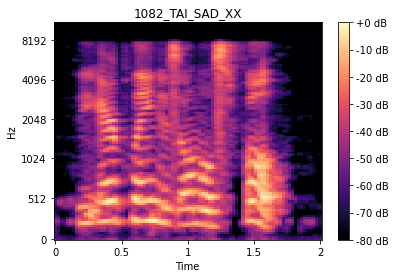 1082_TAI_SAD_XX
+0 dB
8192
-10 dB
4096
-20 dB
-30 dB
2048
Hz
-40 dB
1024
-50 dB
512
-60 dB
-70 dB
0
-80 dB
0 0.5 1 1.5 2
Time